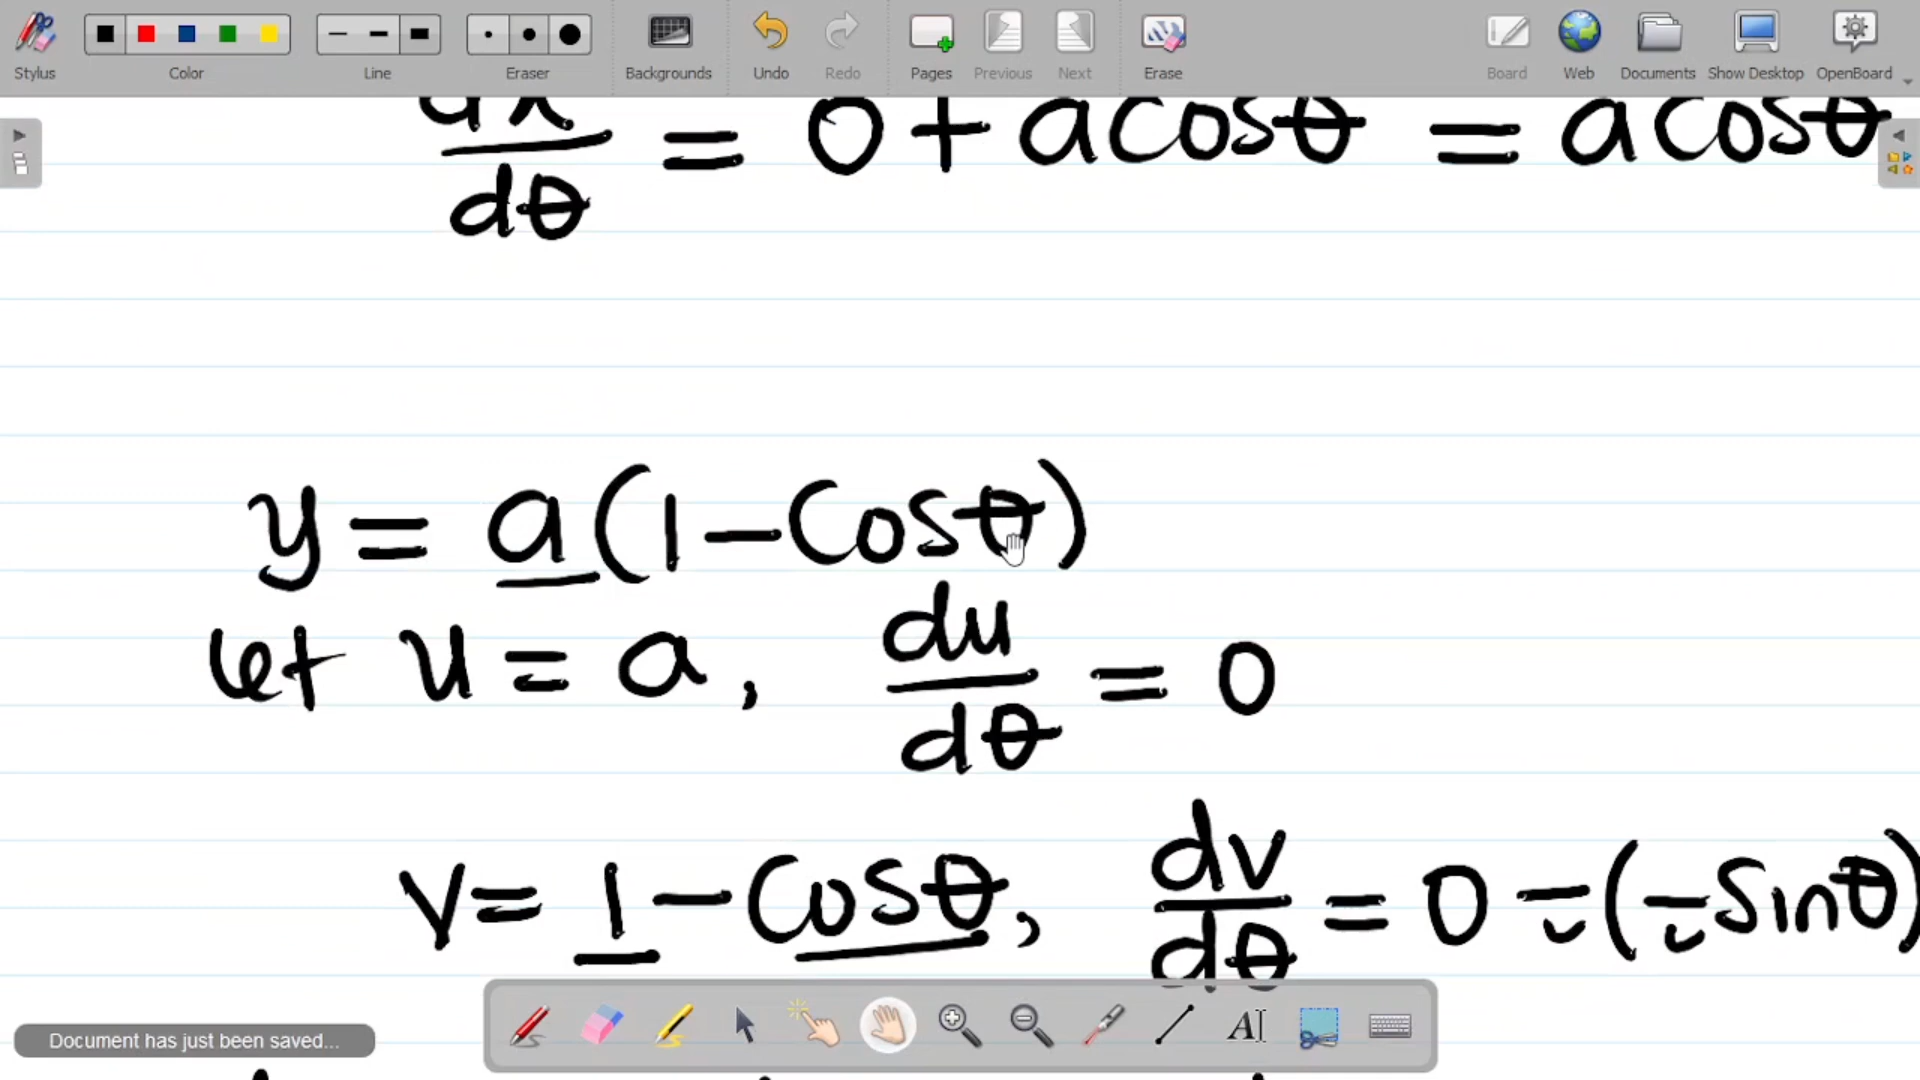 Stylus Color Line Eraser Backgrounds Undo Redo Pages Previous Next Erase Board Web Documents Show Desktop OpenBoard
dx/dθ = 0 + acosθ = acosθ
y = a(1 - Cosθ)
let u = a, du/dθ = 0
v = 1 - Cosθ, dv/dθ = 0 - (-Sinθ)
Document has just been saved...